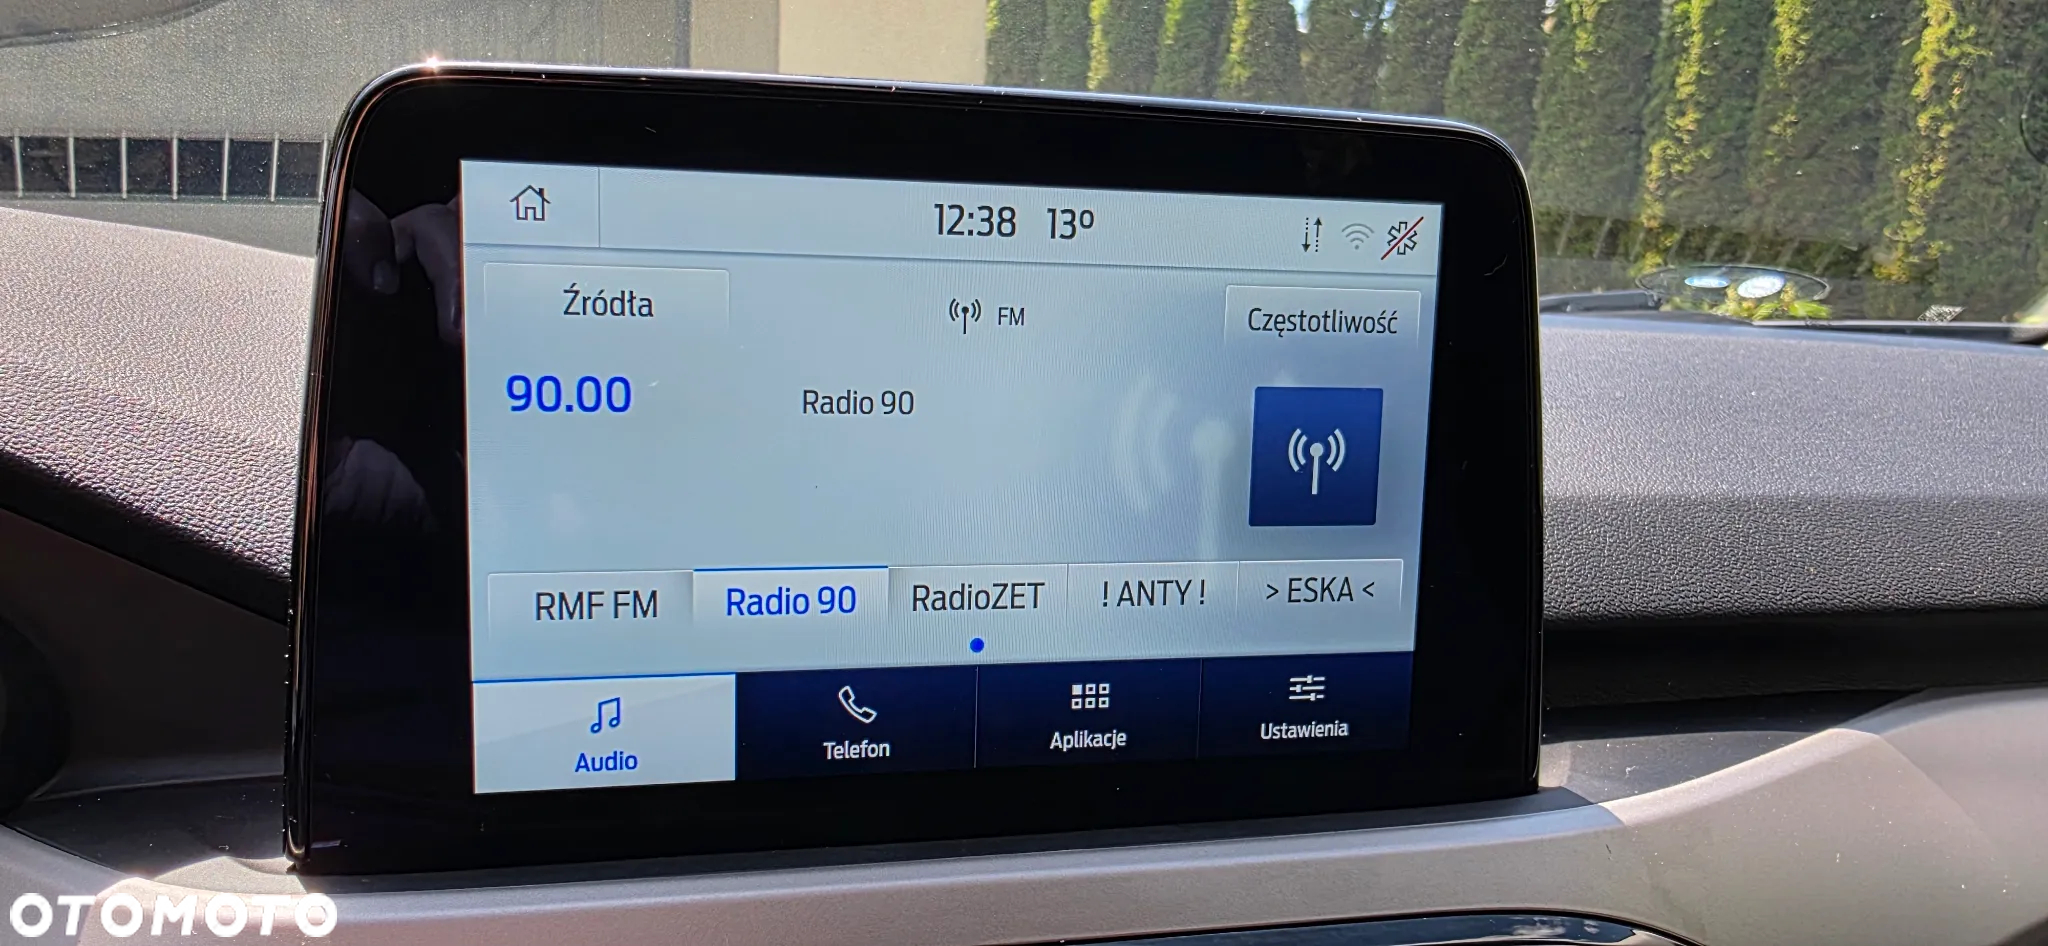 12:38 13º
Źródła
FM
Częstotliwość
90.00
Radio 90
RMF FM
Radio 90
RadioZET
! ANTY !
> ESKA <
Audio
Telefon
Aplikacje
Ustawienia
OTOMOTO